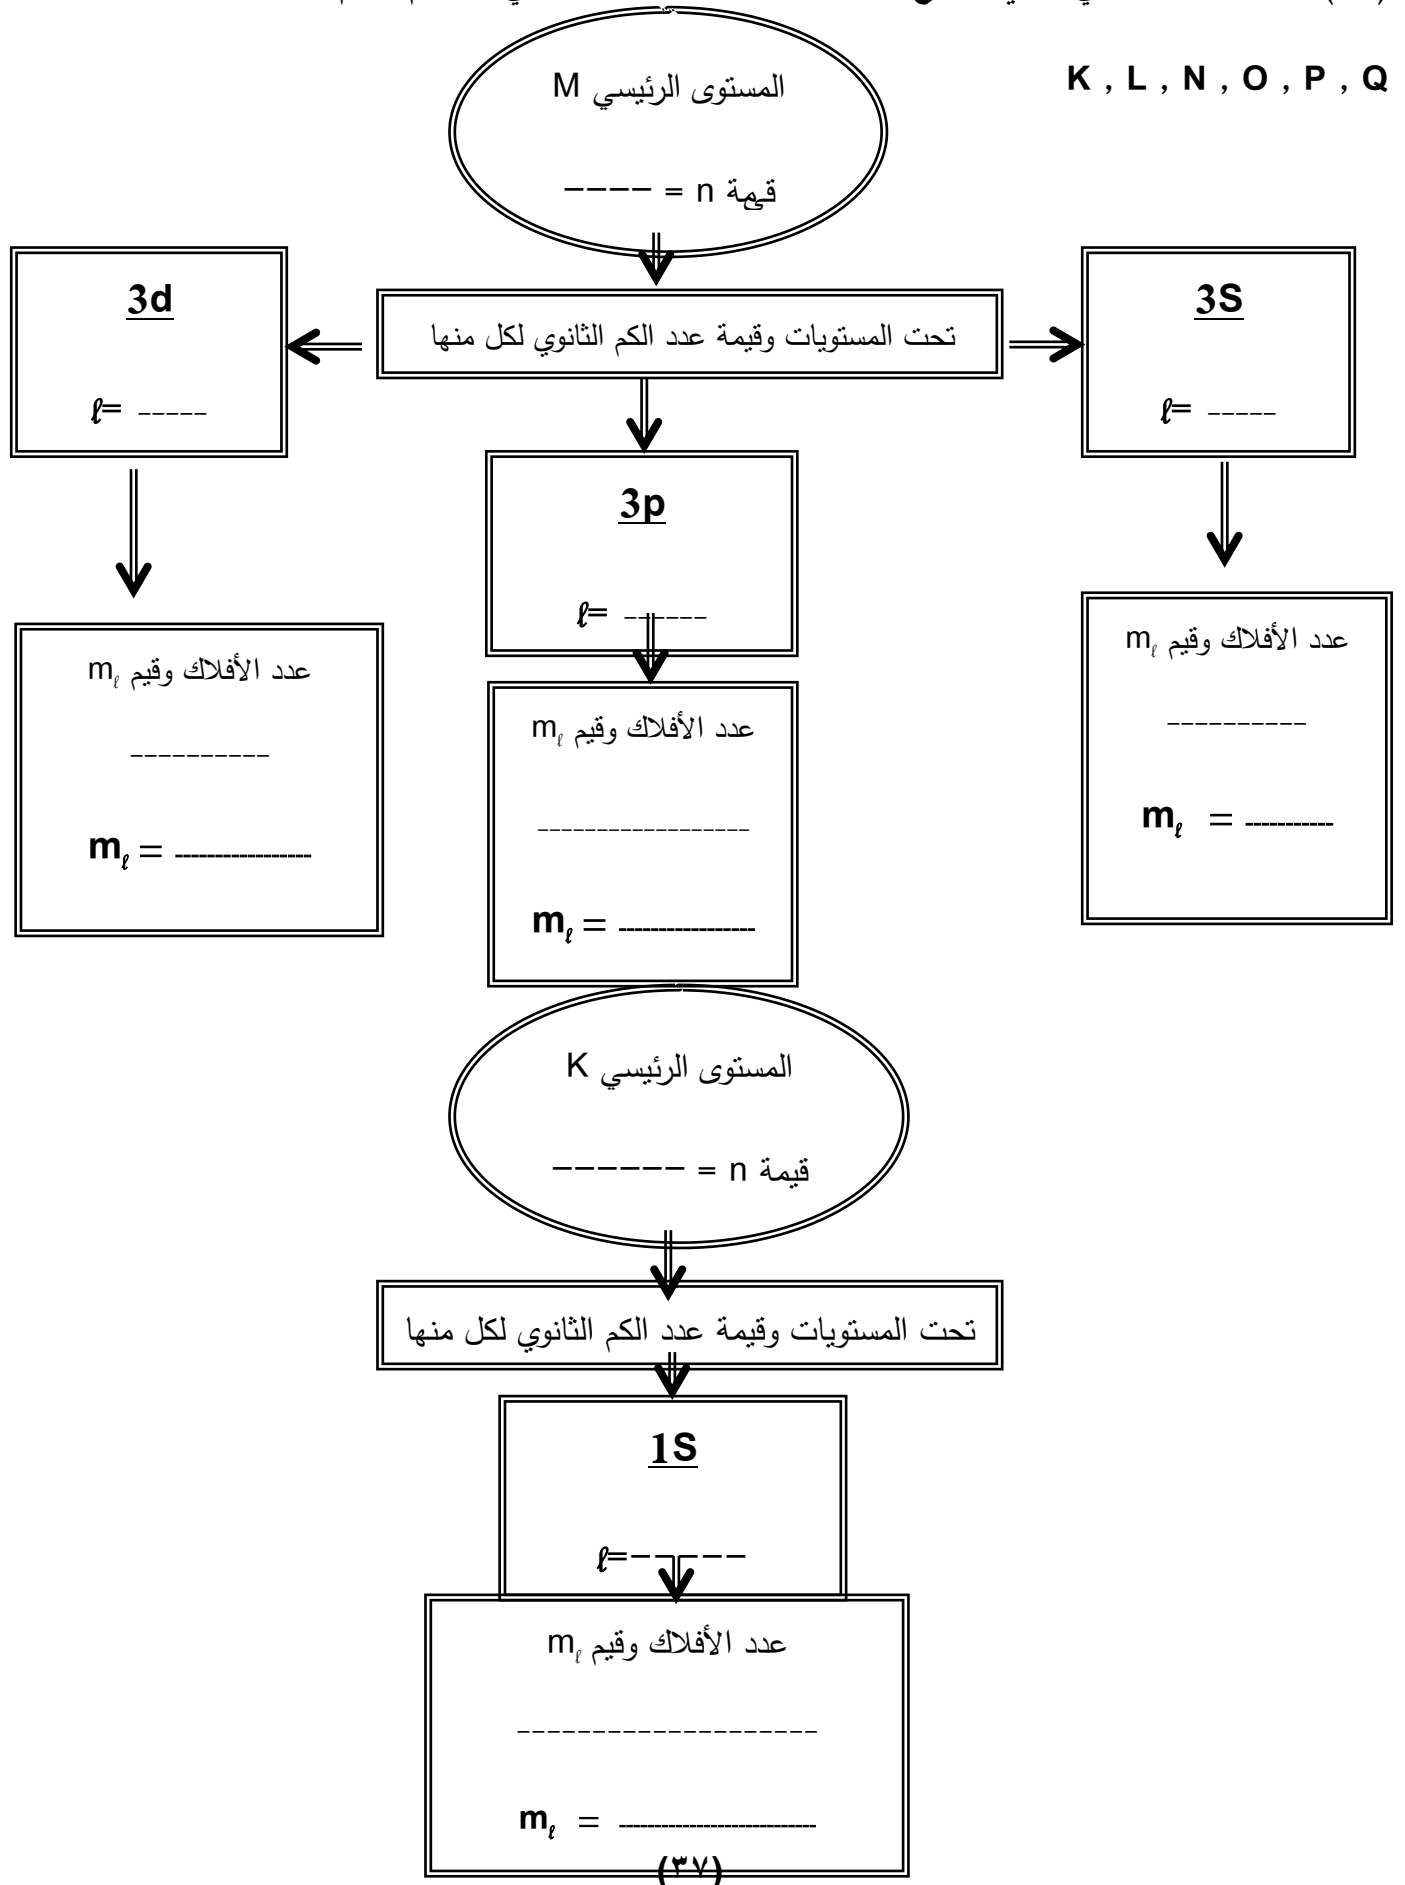 K , L , N , O , P , Q
المستوى الرئيسي M
قيمة n = ----
تحت المستويات وقيمة عدد الكم الثانوي لكل منها
3S
ℓ= -----
3d
ℓ= -----
3p
ℓ= ------
عدد الأفلاك وقيم mℓ
----------
mℓ = -----------
عدد الأفلاك وقيم mℓ
------------------
mℓ = -----------------
عدد الأفلاك وقيم mℓ
----------
mℓ = -----------------
المستوى الرئيسي K
قيمة n = ------
تحت المستويات وقيمة عدد الكم الثانوي لكل منها
1S
ℓ=-----
عدد الأفلاك وقيم mℓ
--------------------
mℓ = ---------------------------
(٣٧)